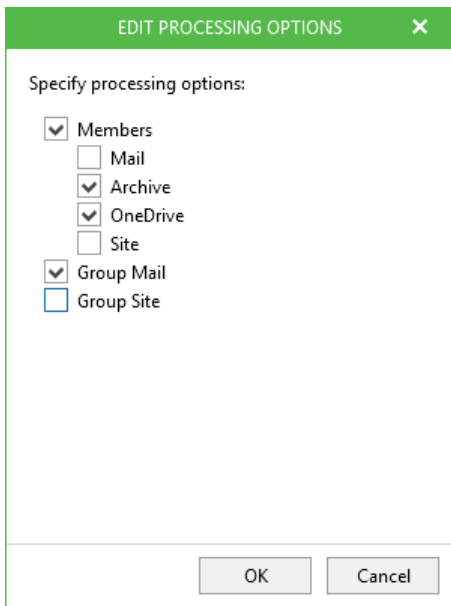 EDIT PROCESSING OPTIONS
Specify processing options:
Members
Mail
Archive
OneDrive
Site
Group Mail
Group Site
OK Cancel